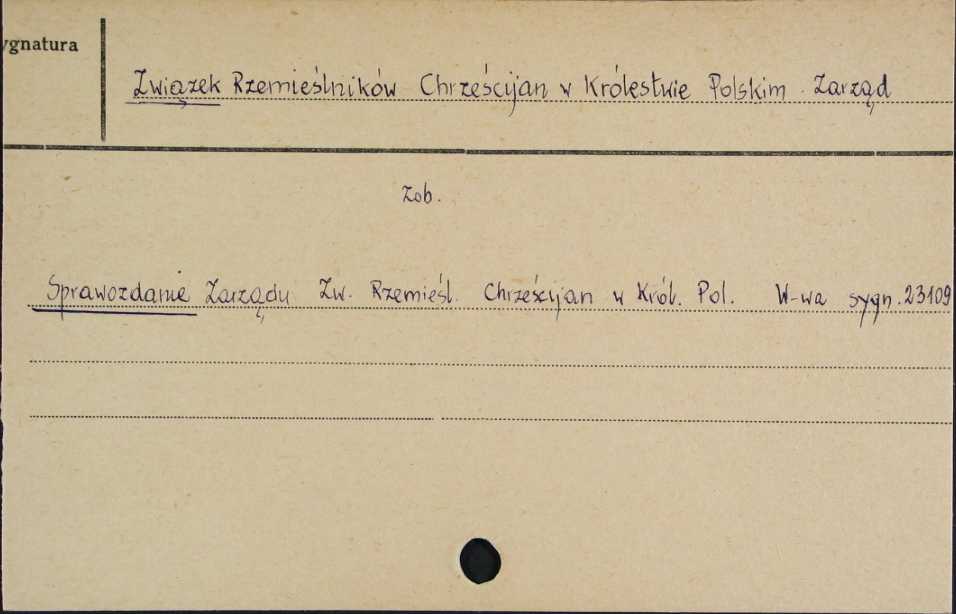 ygnatura
Związek Rzemieślników Chrześcijan w Królestwie Polskim. Zarząd
Zob.
Sprawozdanie Zarządu Zw. Rzemieśl. Chrześcijan w Król. Pol. W-wa sygn. 23109